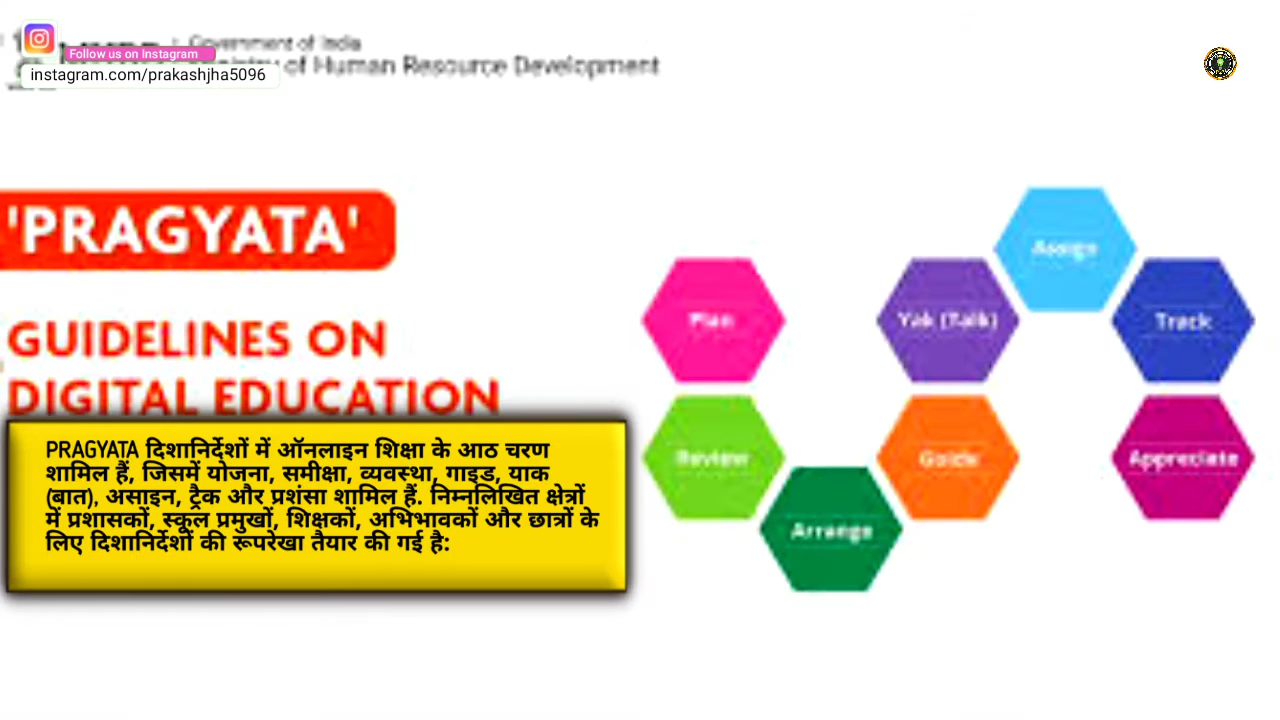 Follow us on Instagram
instagram.com/prakashjha5096
Government of India
of Human Resource Development
'PRAGYATA'
GUIDELINES ON
DIGITAL EDUCATION
Assign
Plan
Yak (Talk)
Track
Review
Guide
Appreciate
Arrange
PRAGYATA दिशानिर्देशों में ऑनलाइन शिक्षा के आठ चरण
शामिल हैं, जिसमें योजना, समीक्षा, व्यवस्था, गाइड, याक
(बात), असाइन, ट्रैक और प्रशंसा शामिल हैं. निम्नलिखित क्षेत्रों
में प्रशासकों, स्कूल प्रमुखों, शिक्षकों, अभिभावकों और छात्रों के
लिए दिशानिर्देशों की रूपरेखा तैयार की गई है: